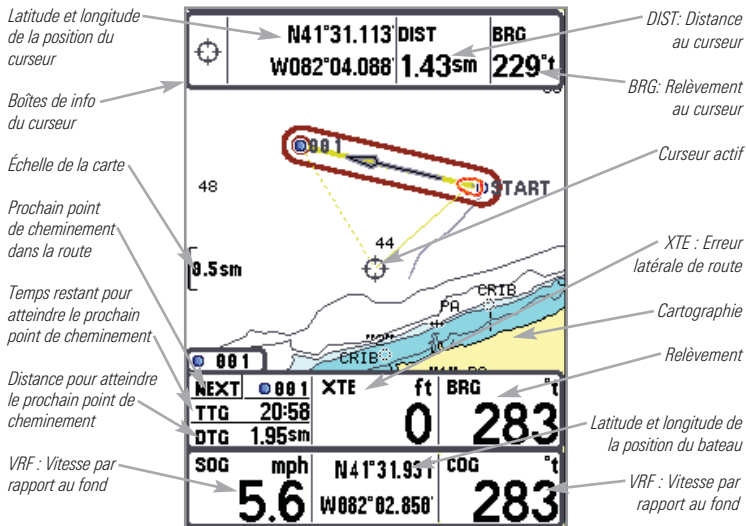 Latitude et longitude
de la position du
curseur
Boîtes de info
du curseur
Échelle de la carte
Prochain point
de cheminement
dans la route
Temps restant pour
atteindre le prochain
point de cheminement
Distance pour atteindre
le prochain point de
cheminement
VRF : Vitesse par
rapport au fond
N41°31.113' DIST BRG
W082°04.088' 1.43sm 229°t
001
START
48
44
0.5sm
CRIB
PA
CRIB
001
NEXT 001 XTE ft BRG °t
TTG 20:58 0 283
DTG 1.95sm
SOG mph N41°31.931' COG °t
5.6 W082°02.850' 283
DIST: Distance
au curseur
BRG: Relèvement
au curseur
Curseur actif
XTE : Erreur
latérale de route
Cartographie
Relèvement
Latitude et longitude de
la position du bateau
VRF : Vitesse par
rapport au fond